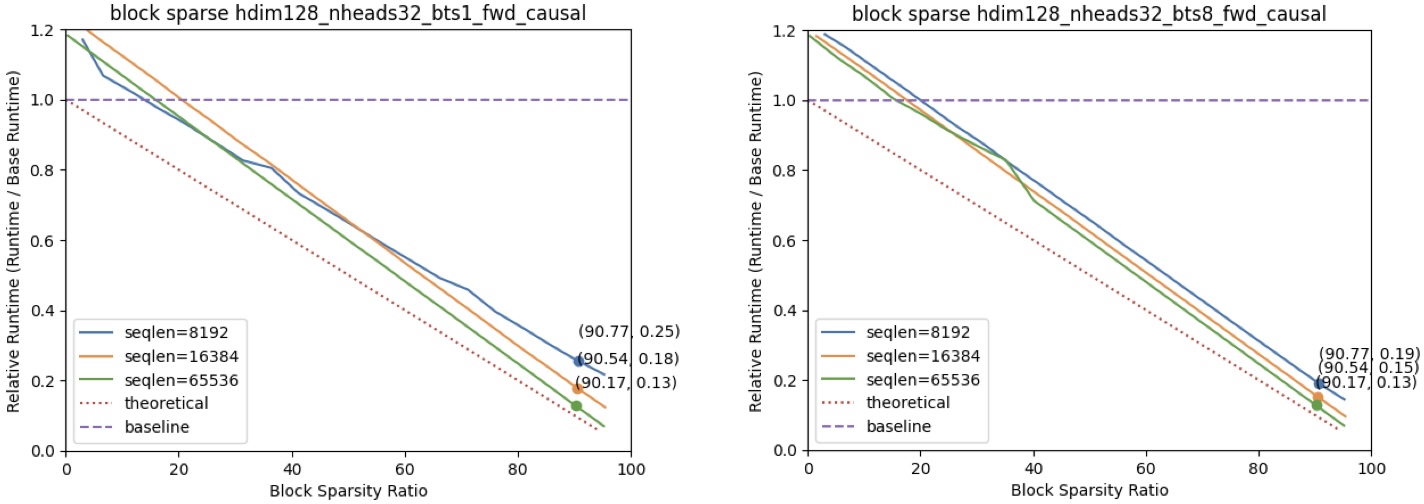 block sparse hdim128_nheads32_bts1_fwd_causal
Relative Runtime (Runtime / Base Runtime)
1.2
1.0
0.8
0.6
0.4
0.2
0.0
seqlen=8192
seqlen=16384
seqlen=65536
theoretical
baseline
(90.77, 0.25)
(90.54, 0.18)
(90.17, 0.13)
0 20 40 60 80 100
Block Sparsity Ratio
block sparse hdim128_nheads32_bts8_fwd_causal
Relative Runtime (Runtime / Base Runtime)
1.2
1.0
0.8
0.6
0.4
0.2
0.0
seqlen=8192
seqlen=16384
seqlen=65536
theoretical
baseline
(90.77, 0.19)
(90.54, 0.15)
(90.17, 0.13)
0 20 40 60 80 100
Block Sparsity Ratio